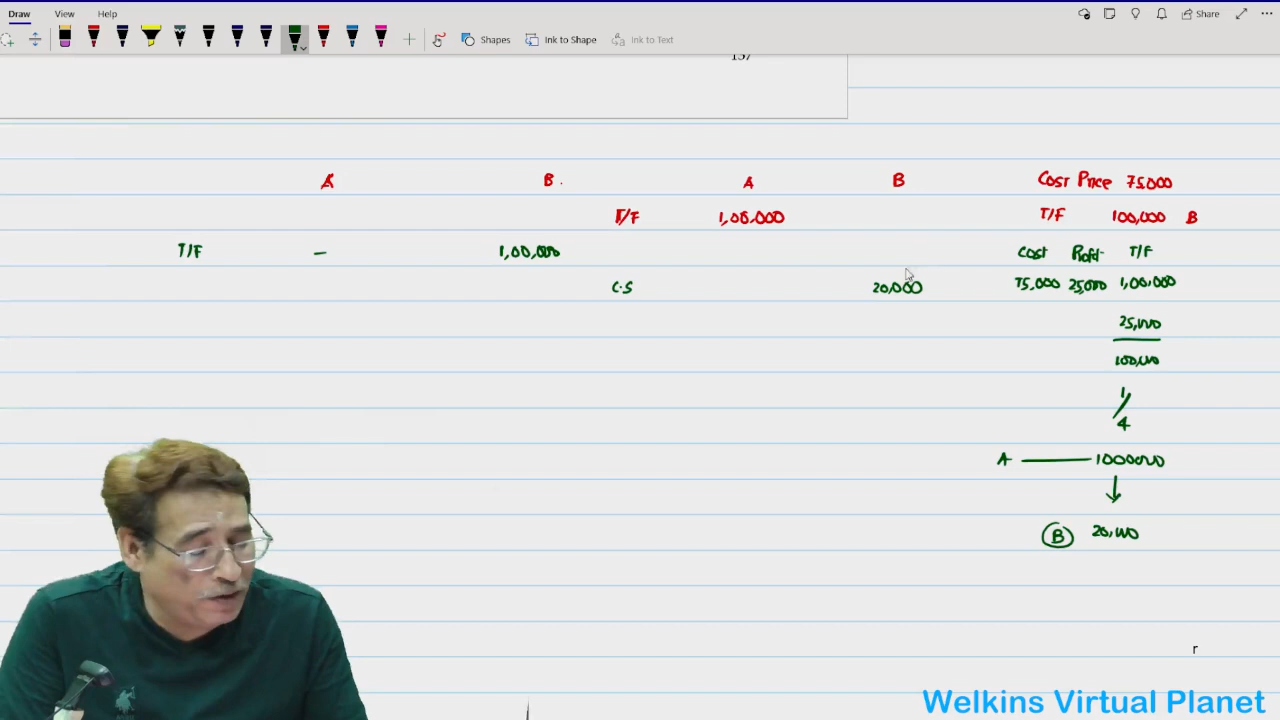 Draw View Help Share
Shapes Ink to Shape Ink to Text
137
A B. A B Cost Price 75,000
T/F 1,00,000 T/F 100,000 B
T/F – 1,00,000 Cost Profit T/F
C.S 20,000 75,000 25,000 1,00,000
25,000
100,000
1/4
A 1000000
B 20,000
r
Welkins Virtual Planet